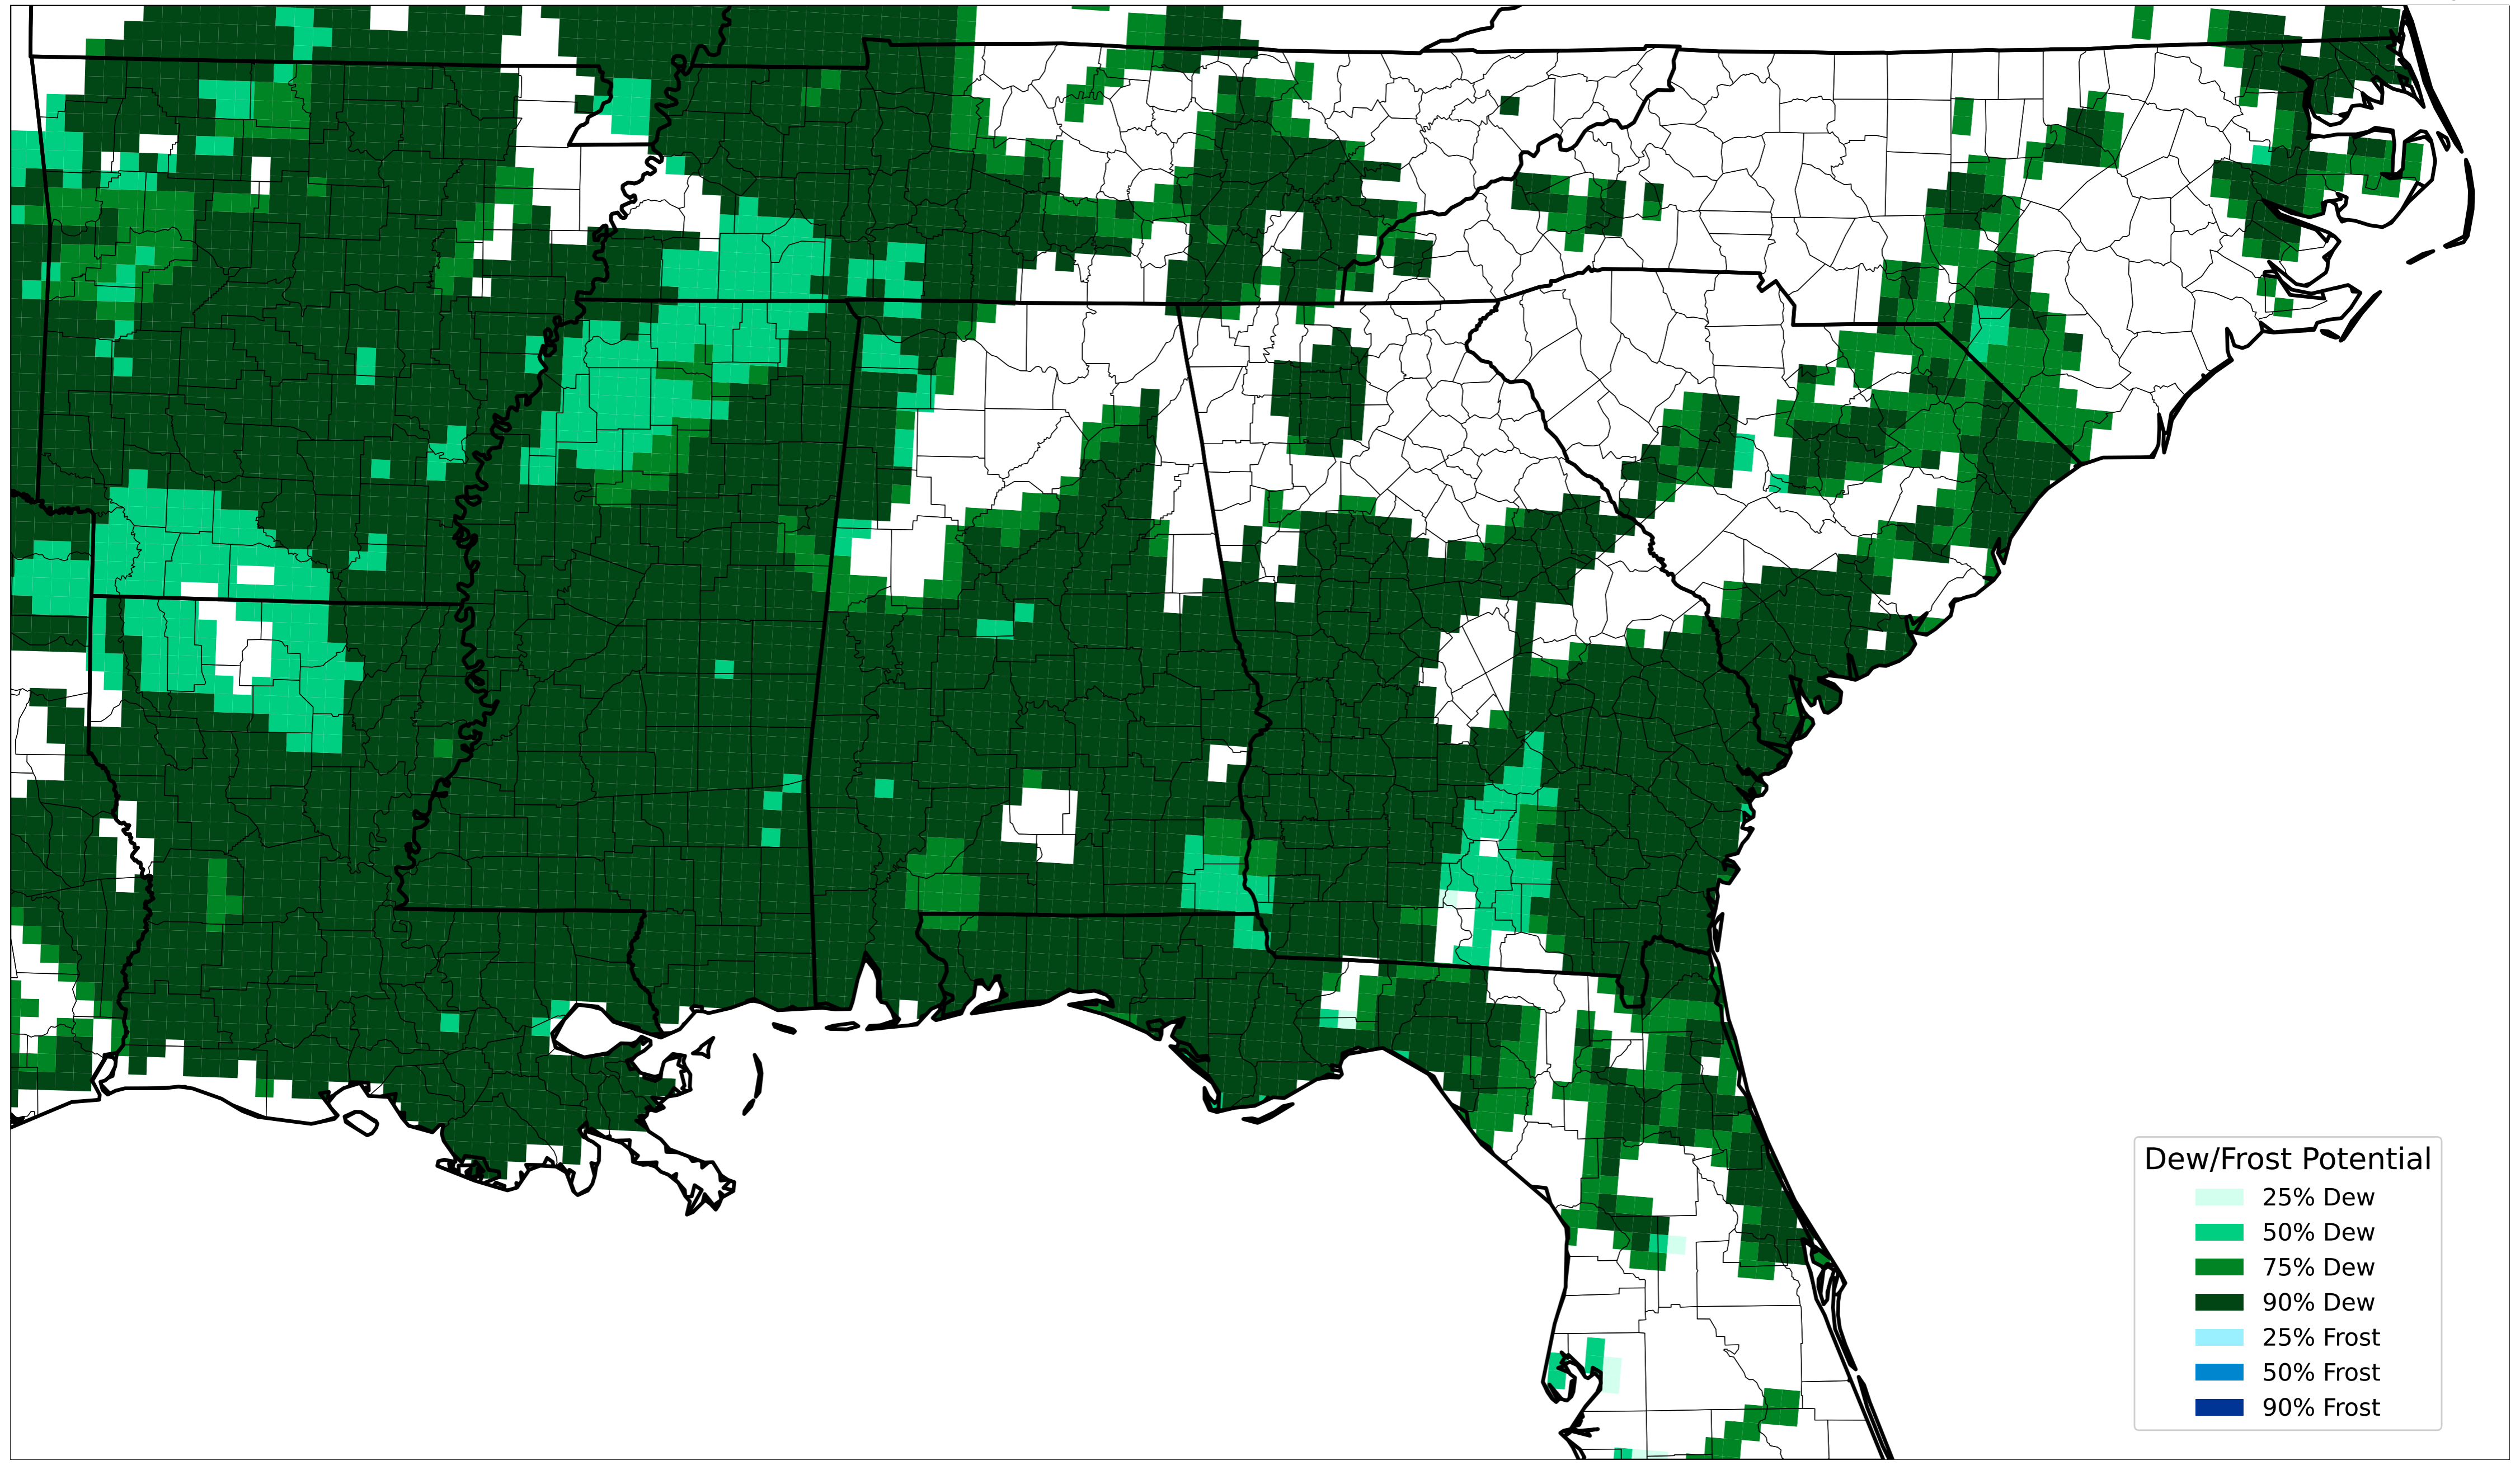 Dew/Frost Potential
25% Dew
50% Dew
75% Dew
90% Dew
25% Frost
50% Frost
90% Frost